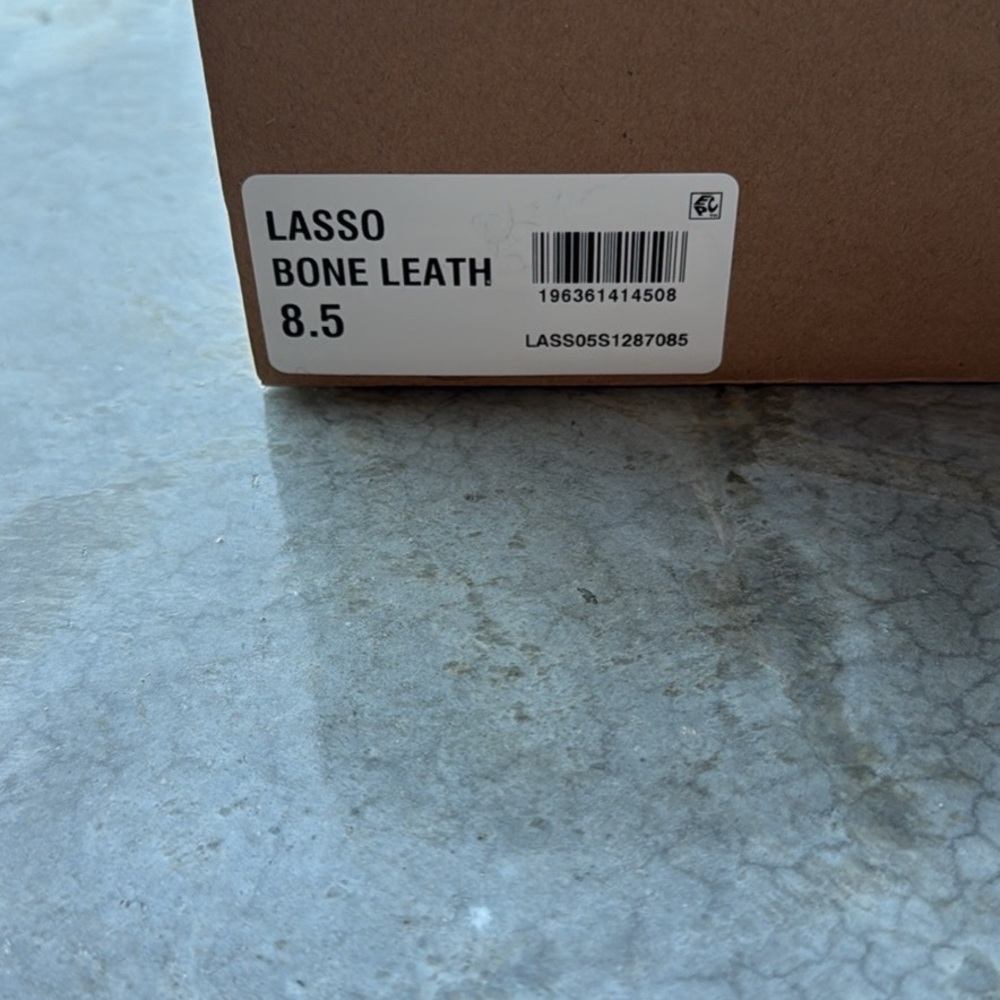 LASSO
BONE LEATH
8.5
196361414508
LASS05S1287085